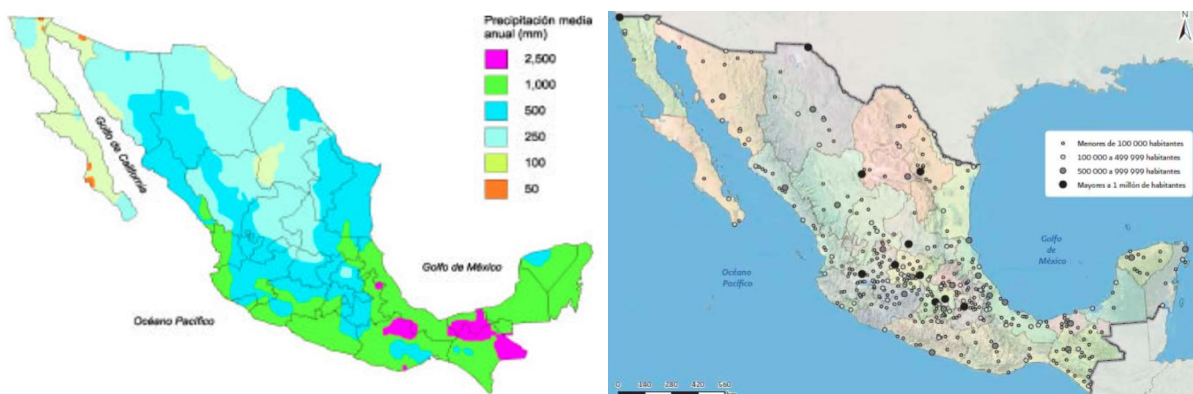 Precipitación media
anual (mm)
2,500
1,000
500
250
100
50
Golfo de California
Golfo de México
Océano Pacífico
N
Menores de 100 000 habitantes
100 000 a 499 999 habitantes
500 000 a 999 999 habitantes
Mayores a 1 millón de habitantes
Golfo
de
México
Océano
Pacífico
0 140 280 420 560